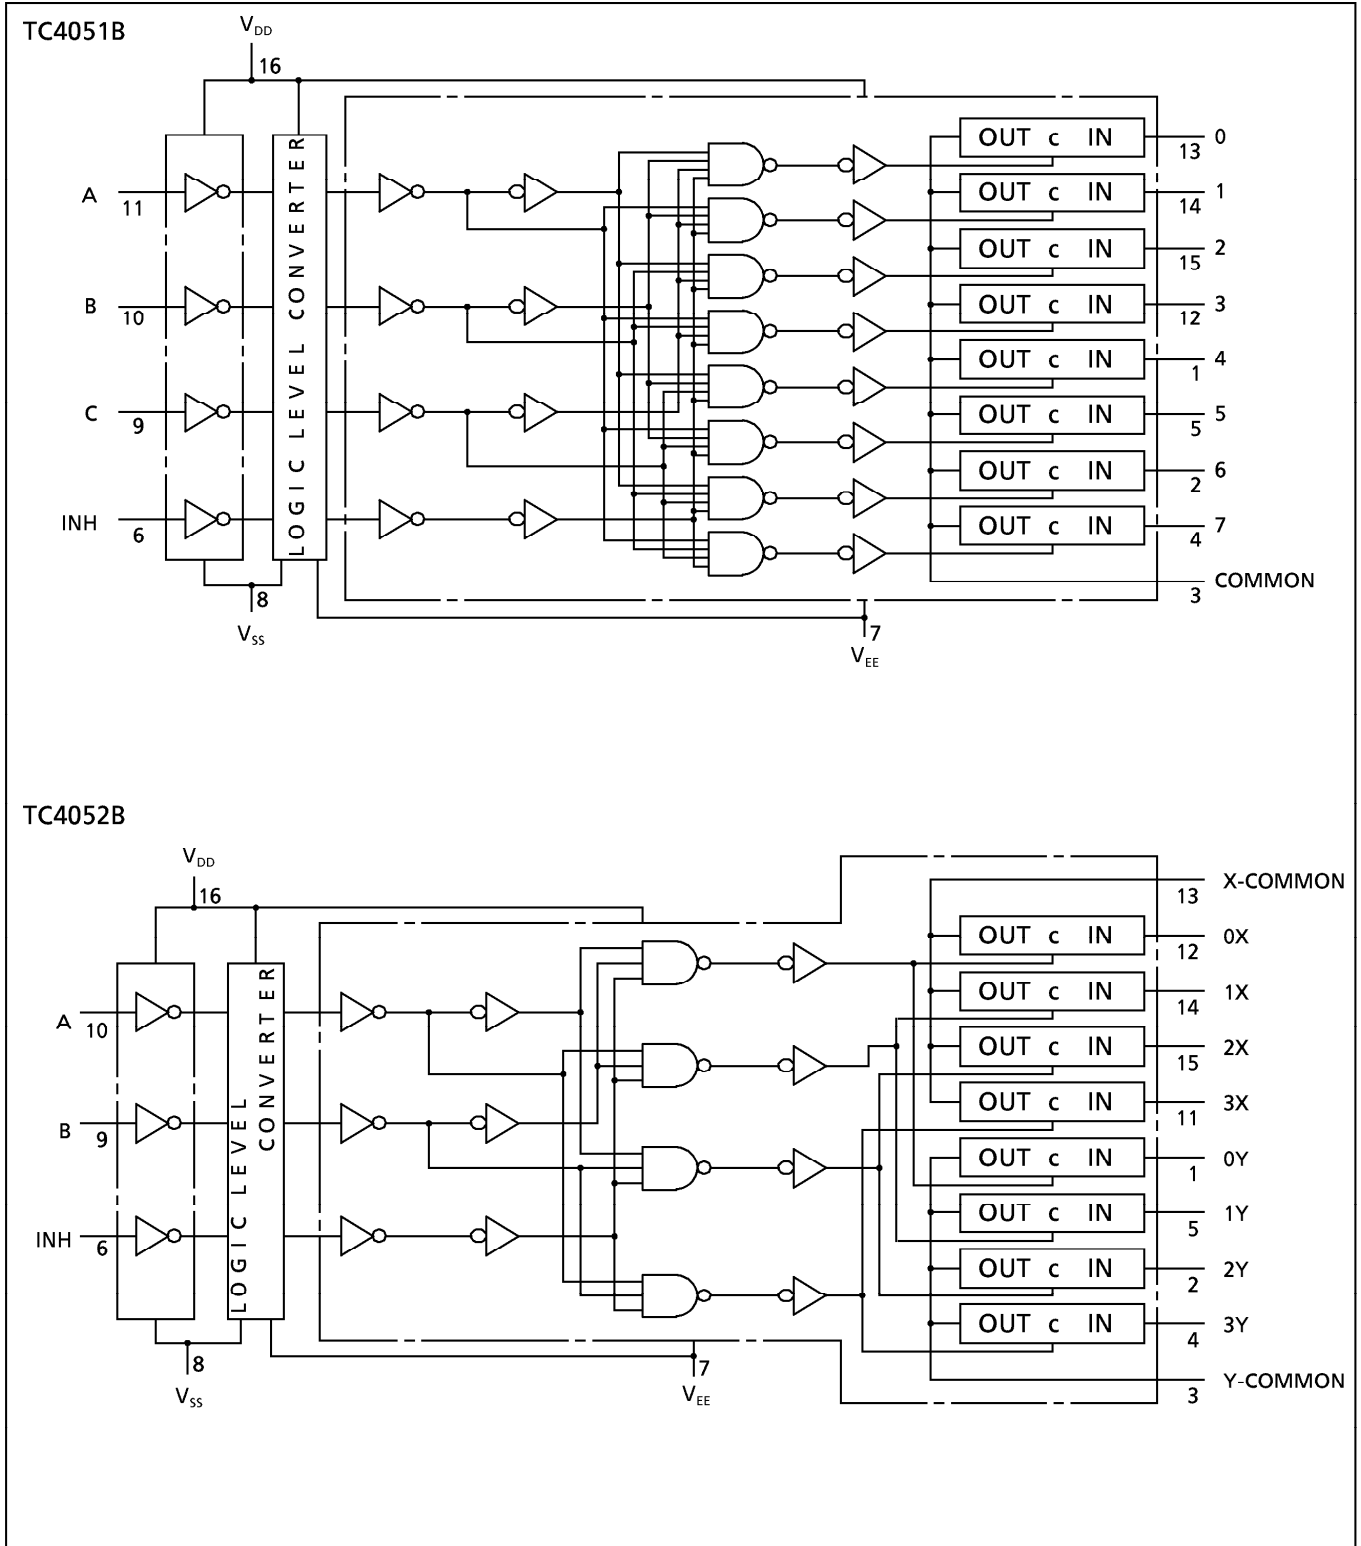 TC4051B
VDD
16
OUT c IN 0
13
A
11
OUT c IN 1
14
OUT c IN 2
15
B
10
OUT c IN 3
12
OUT c IN 4
1
C
9
OUT c IN 5
5
OUT c IN 6
2
INH
6
OUT c IN 7
4
LOGIC LEVEL CONVERTER
COMMON
3
8
VSS
7
VEE
TC4052B
VDD
16
X-COMMON
13
OUT c IN 0X
12
A
10
OUT c IN 1X
14
OUT c IN 2X
15
OUT c IN 3X
11
B
9
OUT c IN 0Y
1
OUT c IN 1Y
5
INH
6
OUT c IN 2Y
2
OUT c IN 3Y
4
LOGIC LEVEL
CONVERTER
Y-COMMON
3
8
VSS
7
VEE